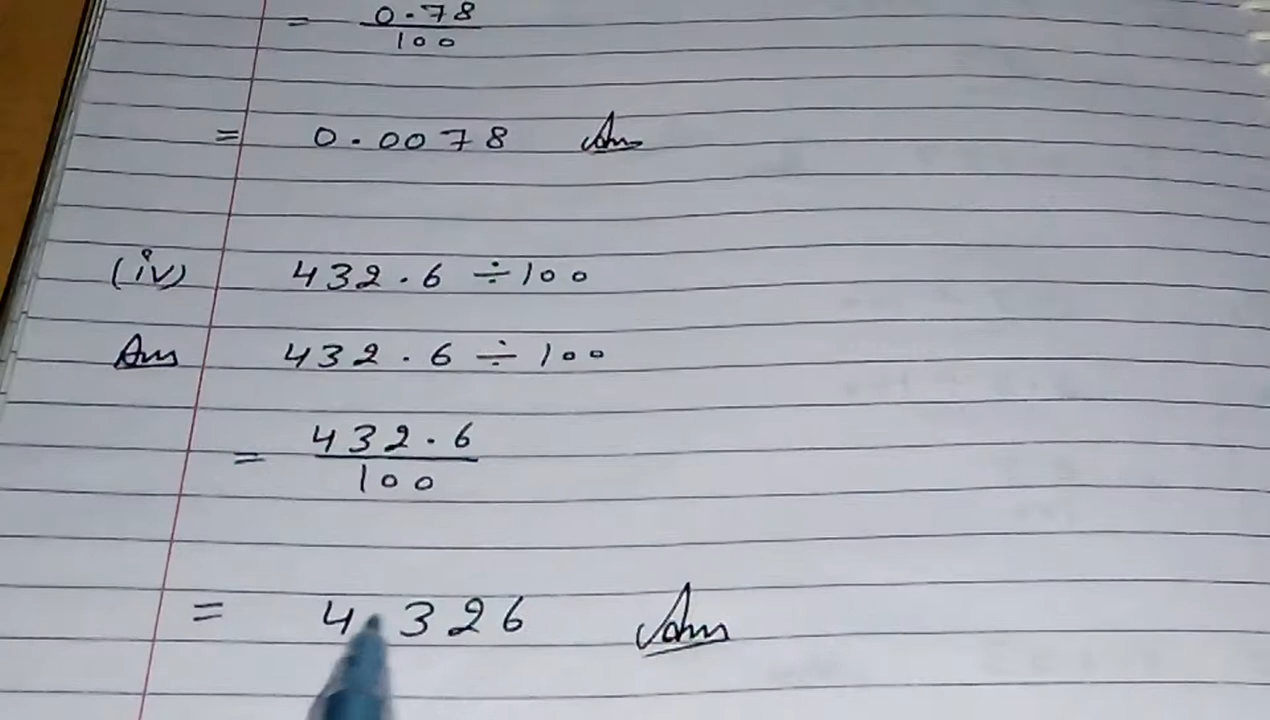 = 0.78/100
= 0.0078 Ans
(iv) 432.6 ÷ 100
Ans 432.6 ÷ 100
= 432.6/100
= 4.326 Ans